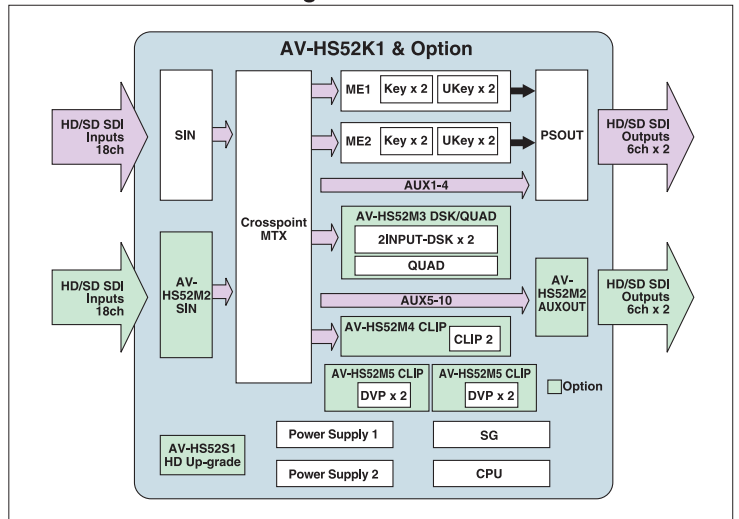 AV-HS52K1 & Option
HD/SD SDI
Inputs
18ch
SIN
Crosspoint
MTX
ME1
Key x 2
UKey x 2
ME2
Key x 2
UKey x 2
PSOUT
HD/SD SDI
Outputs
6ch x 2
AUX1-4
AV-HS52M3 DSK/QUAD
2INPUT-DSK x 2
QUAD
HD/SD SDI
Inputs
18ch
AV-
HS52M2
SIN
AUX5-10
AV-
HS52M2
AUXOUT
HD/SD SDI
Outputs
6ch x 2
AV-HS52M4 CLIP
CLIP 2
AV-HS52M5 CLIP
DVP x 2
AV-HS52M5 CLIP
DVP x 2
Option
AV-HS52S1
HD Up-grade
Power Supply 1
SG
Power Supply 2
CPU